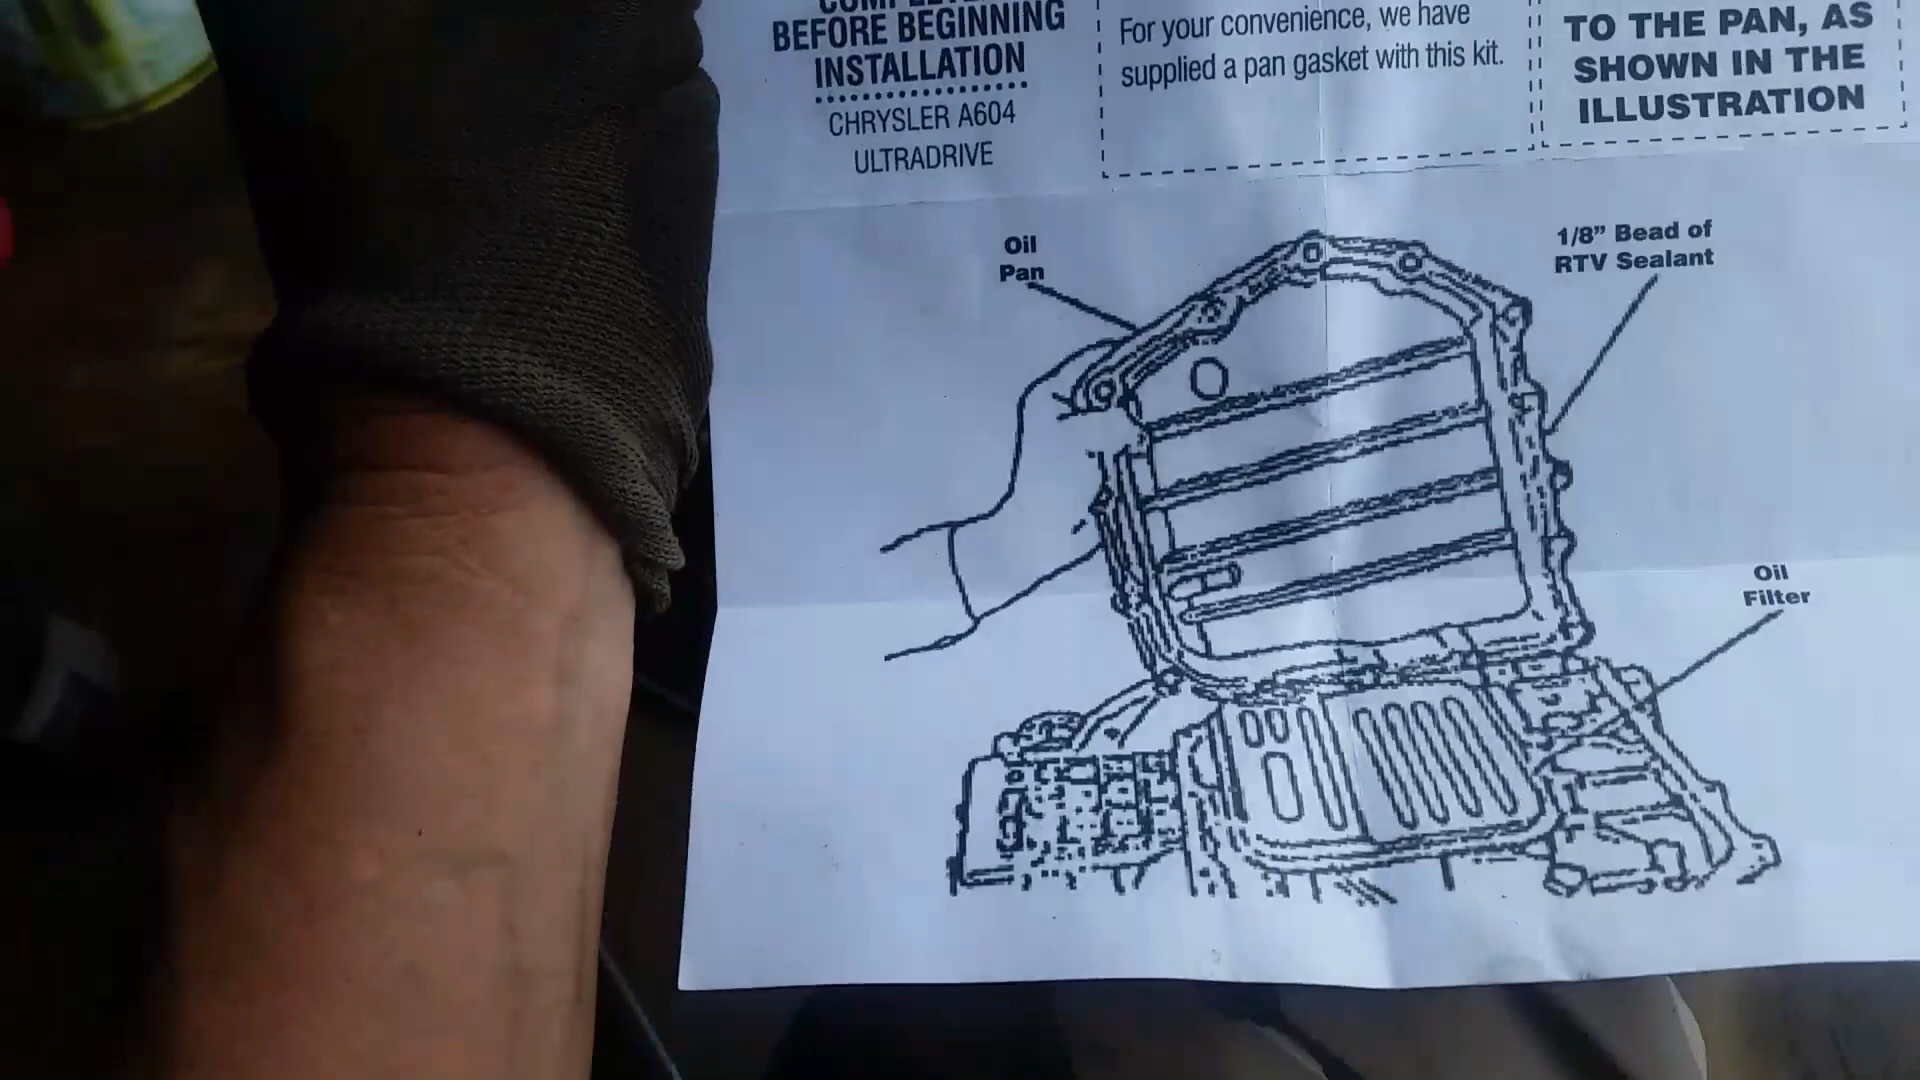 BEFORE BEGINNING
INSTALLATION
CHRYSLER A604
ULTRADRIVE
For your convenience, we have
supplied a pan gasket with this kit.
TO THE PAN, AS
SHOWN IN THE
ILLUSTRATION
Oil
Pan
1/8” Bead of
RTV Sealant
Oil
Filter